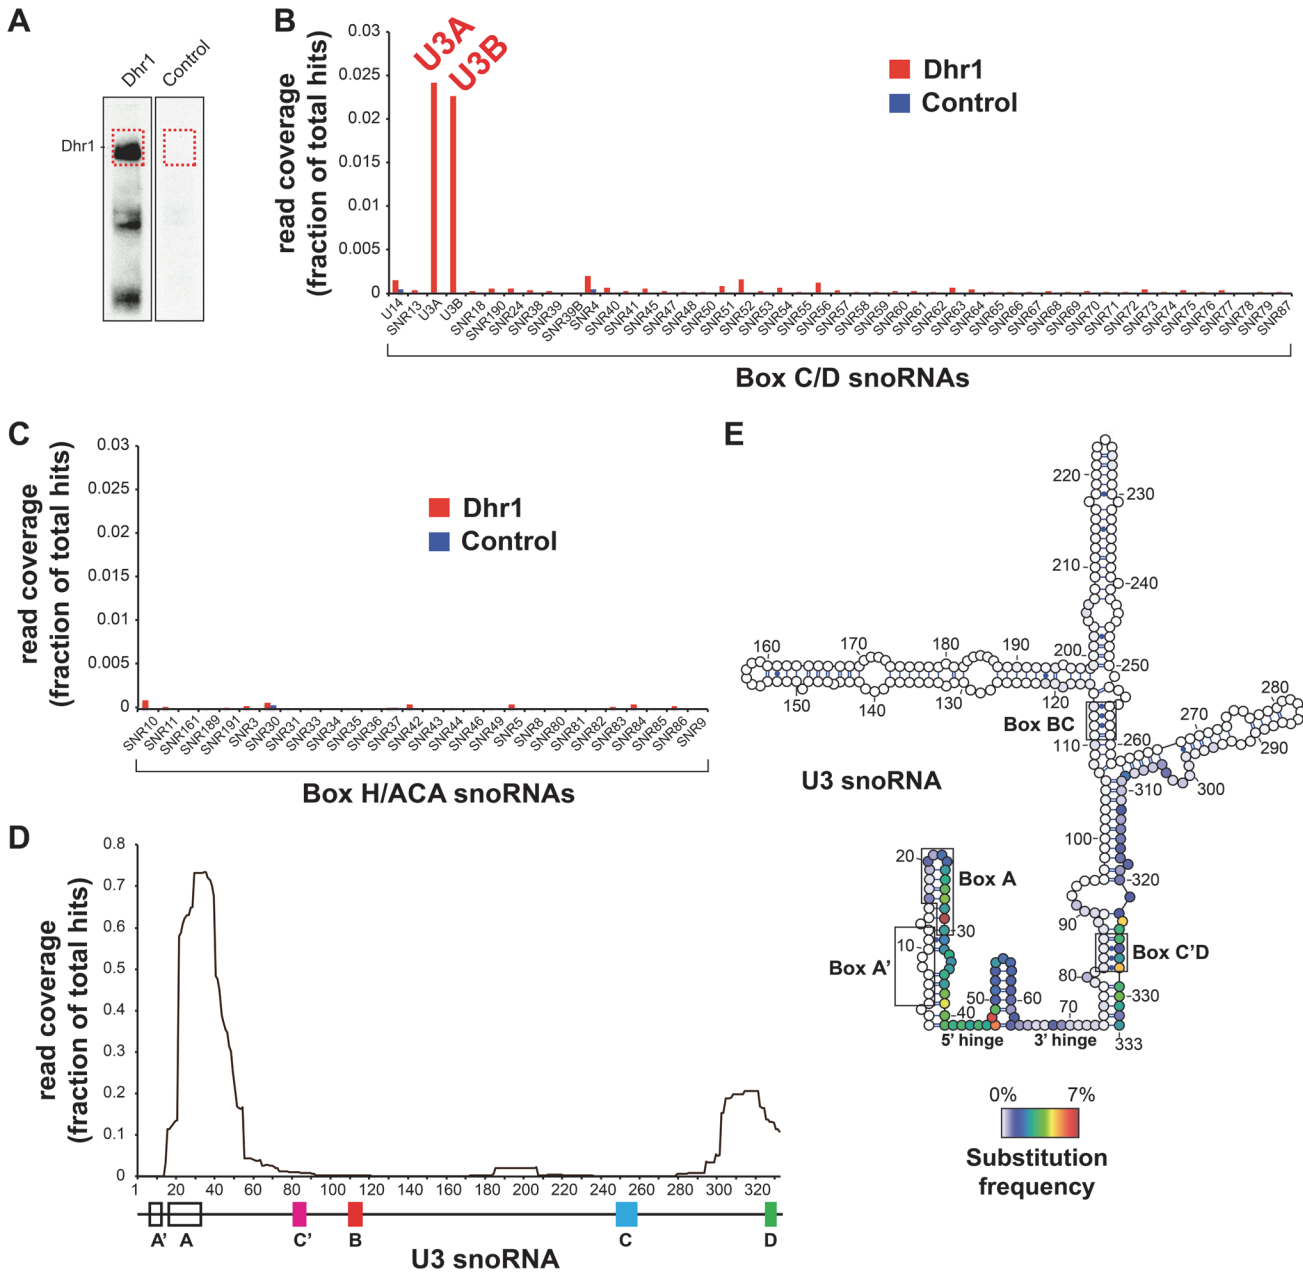 A
Dhr1
Control
Dhr1
B
read coverage
(fraction of total hits)
0.03
0.025
0.02
0.015
0.01
0.005
0
U3A
U3B
Dhr1
Control
U14
SNR13
U3A
U3B
SNR18
SNR190
SNR24
SNR38
SNR39
SNR39B
SNR4
SNR40
SNR41
SNR45
SNR47
SNR48
SNR50
SNR51
SNR52
SNR53
SNR54
SNR55
SNR56
SNR57
SNR58
SNR59
SNR60
SNR61
SNR62
SNR63
SNR64
SNR65
SNR66
SNR67
SNR68
SNR69
SNR70
SNR71
SNR72
SNR73
SNR74
SNR75
SNR76
SNR77
SNR78
SNR79
SNR87
Box C/D snoRNAs
C
read coverage
(fraction of total hits)
0.03
0.025
0.02
0.015
0.01
0.005
0
Dhr1
Control
SNR10
SNR11
SNR161
SNR189
SNR191
SNR3
SNR30
SNR31
SNR33
SNR34
SNR35
SNR36
SNR37
SNR42
SNR43
SNR44
SNR46
SNR49
SNR5
SNR8
SNR80
SNR81
SNR82
SNR83
SNR84
SNR85
SNR86
SNR9
Box H/ACA snoRNAs
D
read coverage
(fraction of total hits)
0.8
0.7
0.6
0.5
0.4
0.3
0.2
0.1
0
1 20 40 60 80 100 120 140 160 180 200 220 240 260 280 300 320
A' A C' B C D
U3 snoRNA
E
220
230
210
240
160 170 180 190 200
250
150 140 130 120
Box BC
110
260
270
280
290
300
310
U3 snoRNA
100
320
20
Box A
90
30
10
Box C'D
Box A'
80
50 60 70
330
40
5' hinge
3' hinge
333
0% 7%
Substitution
frequency